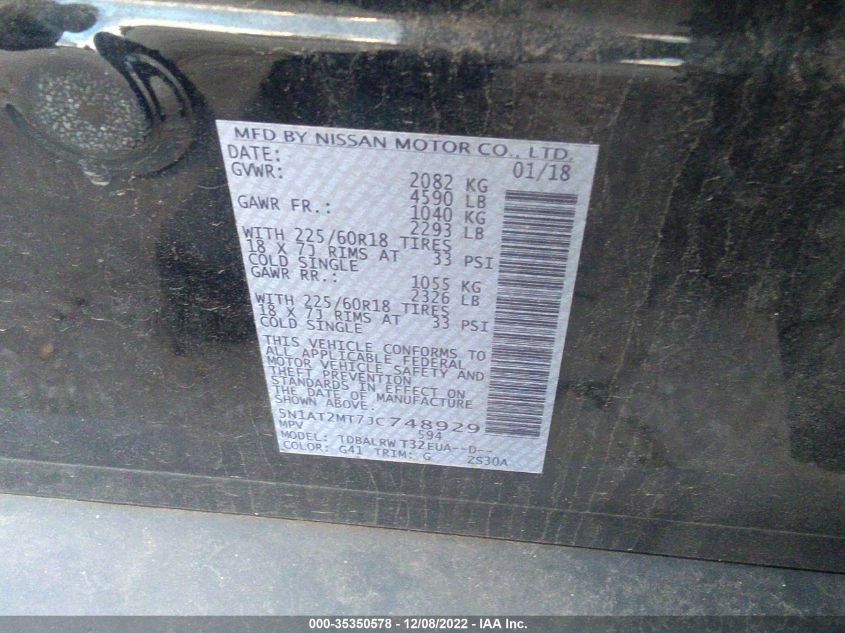 MFD BY NISSAN MOTOR CO., LTD.
DATE: 01/18
GVWR: 2082 KG
4590 LB
GAWR FR.: 1040 KG
2293 LB
WITH 225/60R18 TIRES
18 X 7J RIMS AT 33 PSI
COLD SINGLE
GAWR RR.: 1055 KG
2326 LB
WITH 225/60R18 TIRES
18 X 7J RIMS AT 33 PSI
COLD SINGLE
THIS VEHICLE CONFORMS TO
ALL APPLICABLE FEDERAL
MOTOR VEHICLE SAFETY AND
THEFT PREVENTION
STANDARDS IN EFFECT ON
THE DATE OF MANUFACTURE
SHOWN ABOVE.
5N1AT2MT7JC748929
MPV 594
MODEL: TDBALRW T32EUA--D--
COLOR: G41 TRIM: G ZS30A
000-35350578 - 12/08/2022 - IAA Inc.